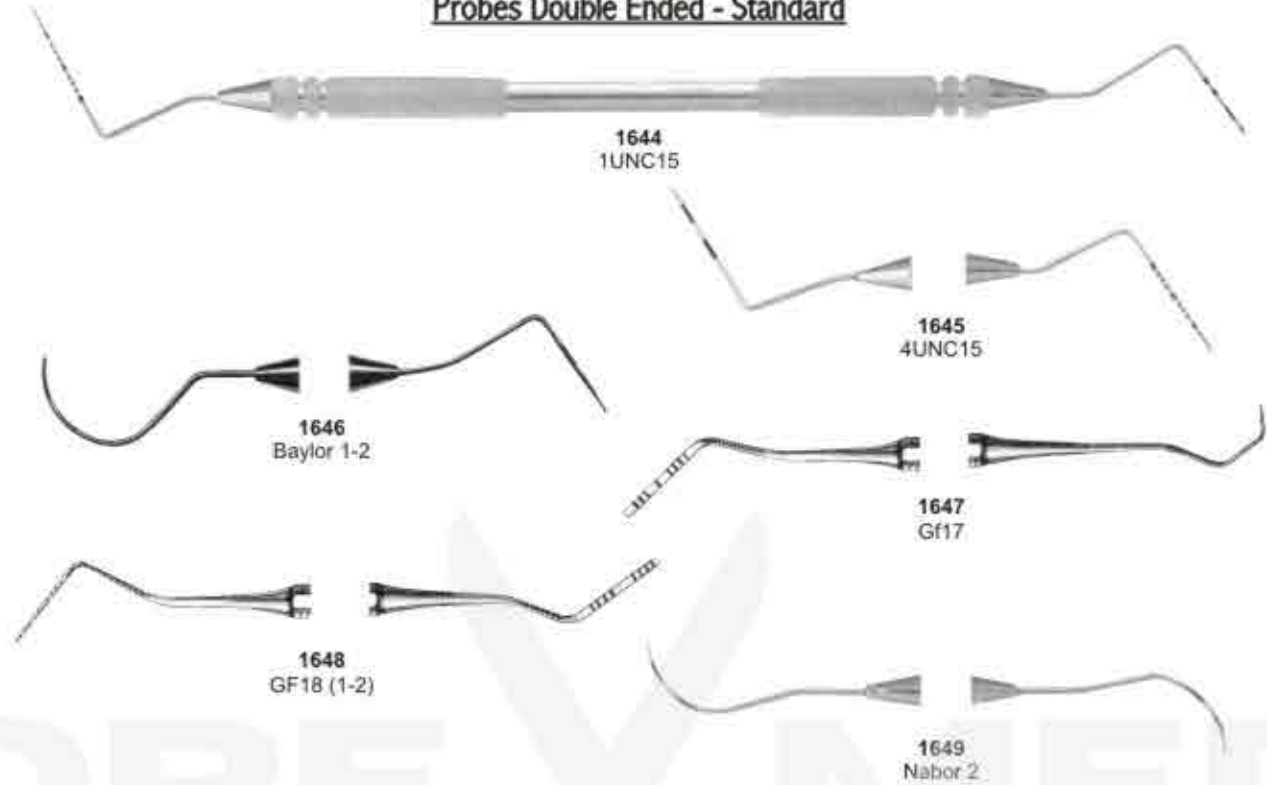 Probes Double Ended - Standard
1644
1UNC15
1645
4UNC15
1646
Baylor 1-2
1647
Gf17
1648
GF18 (1-2)
1649
Nabor 2